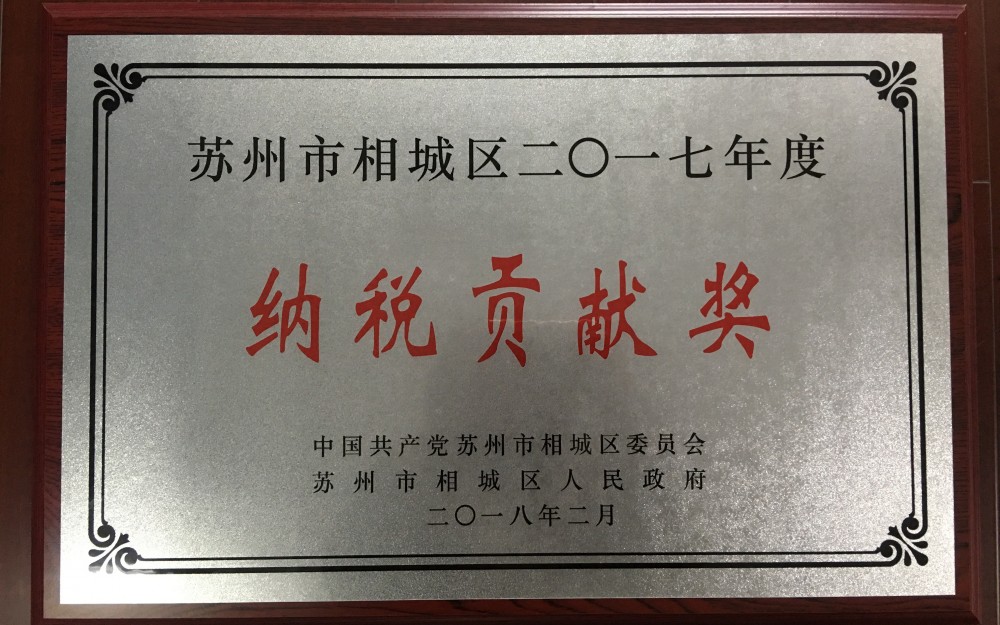 苏州市相城区二〇一七年度
纳税贡献奖
中国共产党苏州市相城区委员会
苏州市相城区人民政府
二〇一八年二月